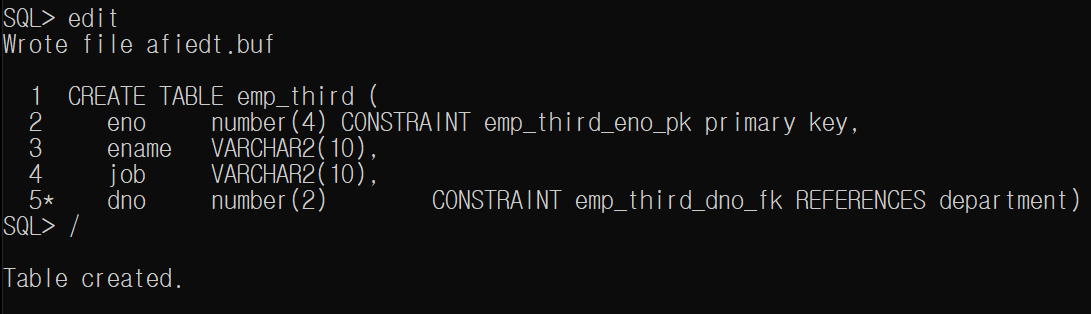 SQL> edit
Wrote file afiedt.buf
1 CREATE TABLE emp_third (
2 eno number(4) CONSTRAINT emp_third_eno_pk primary key,
3 ename VARCHAR2(10),
4 job VARCHAR2(10),
5* dno number(2) CONSTRAINT emp_third_dno_fk REFERENCES department)
SQL> /
Table created.